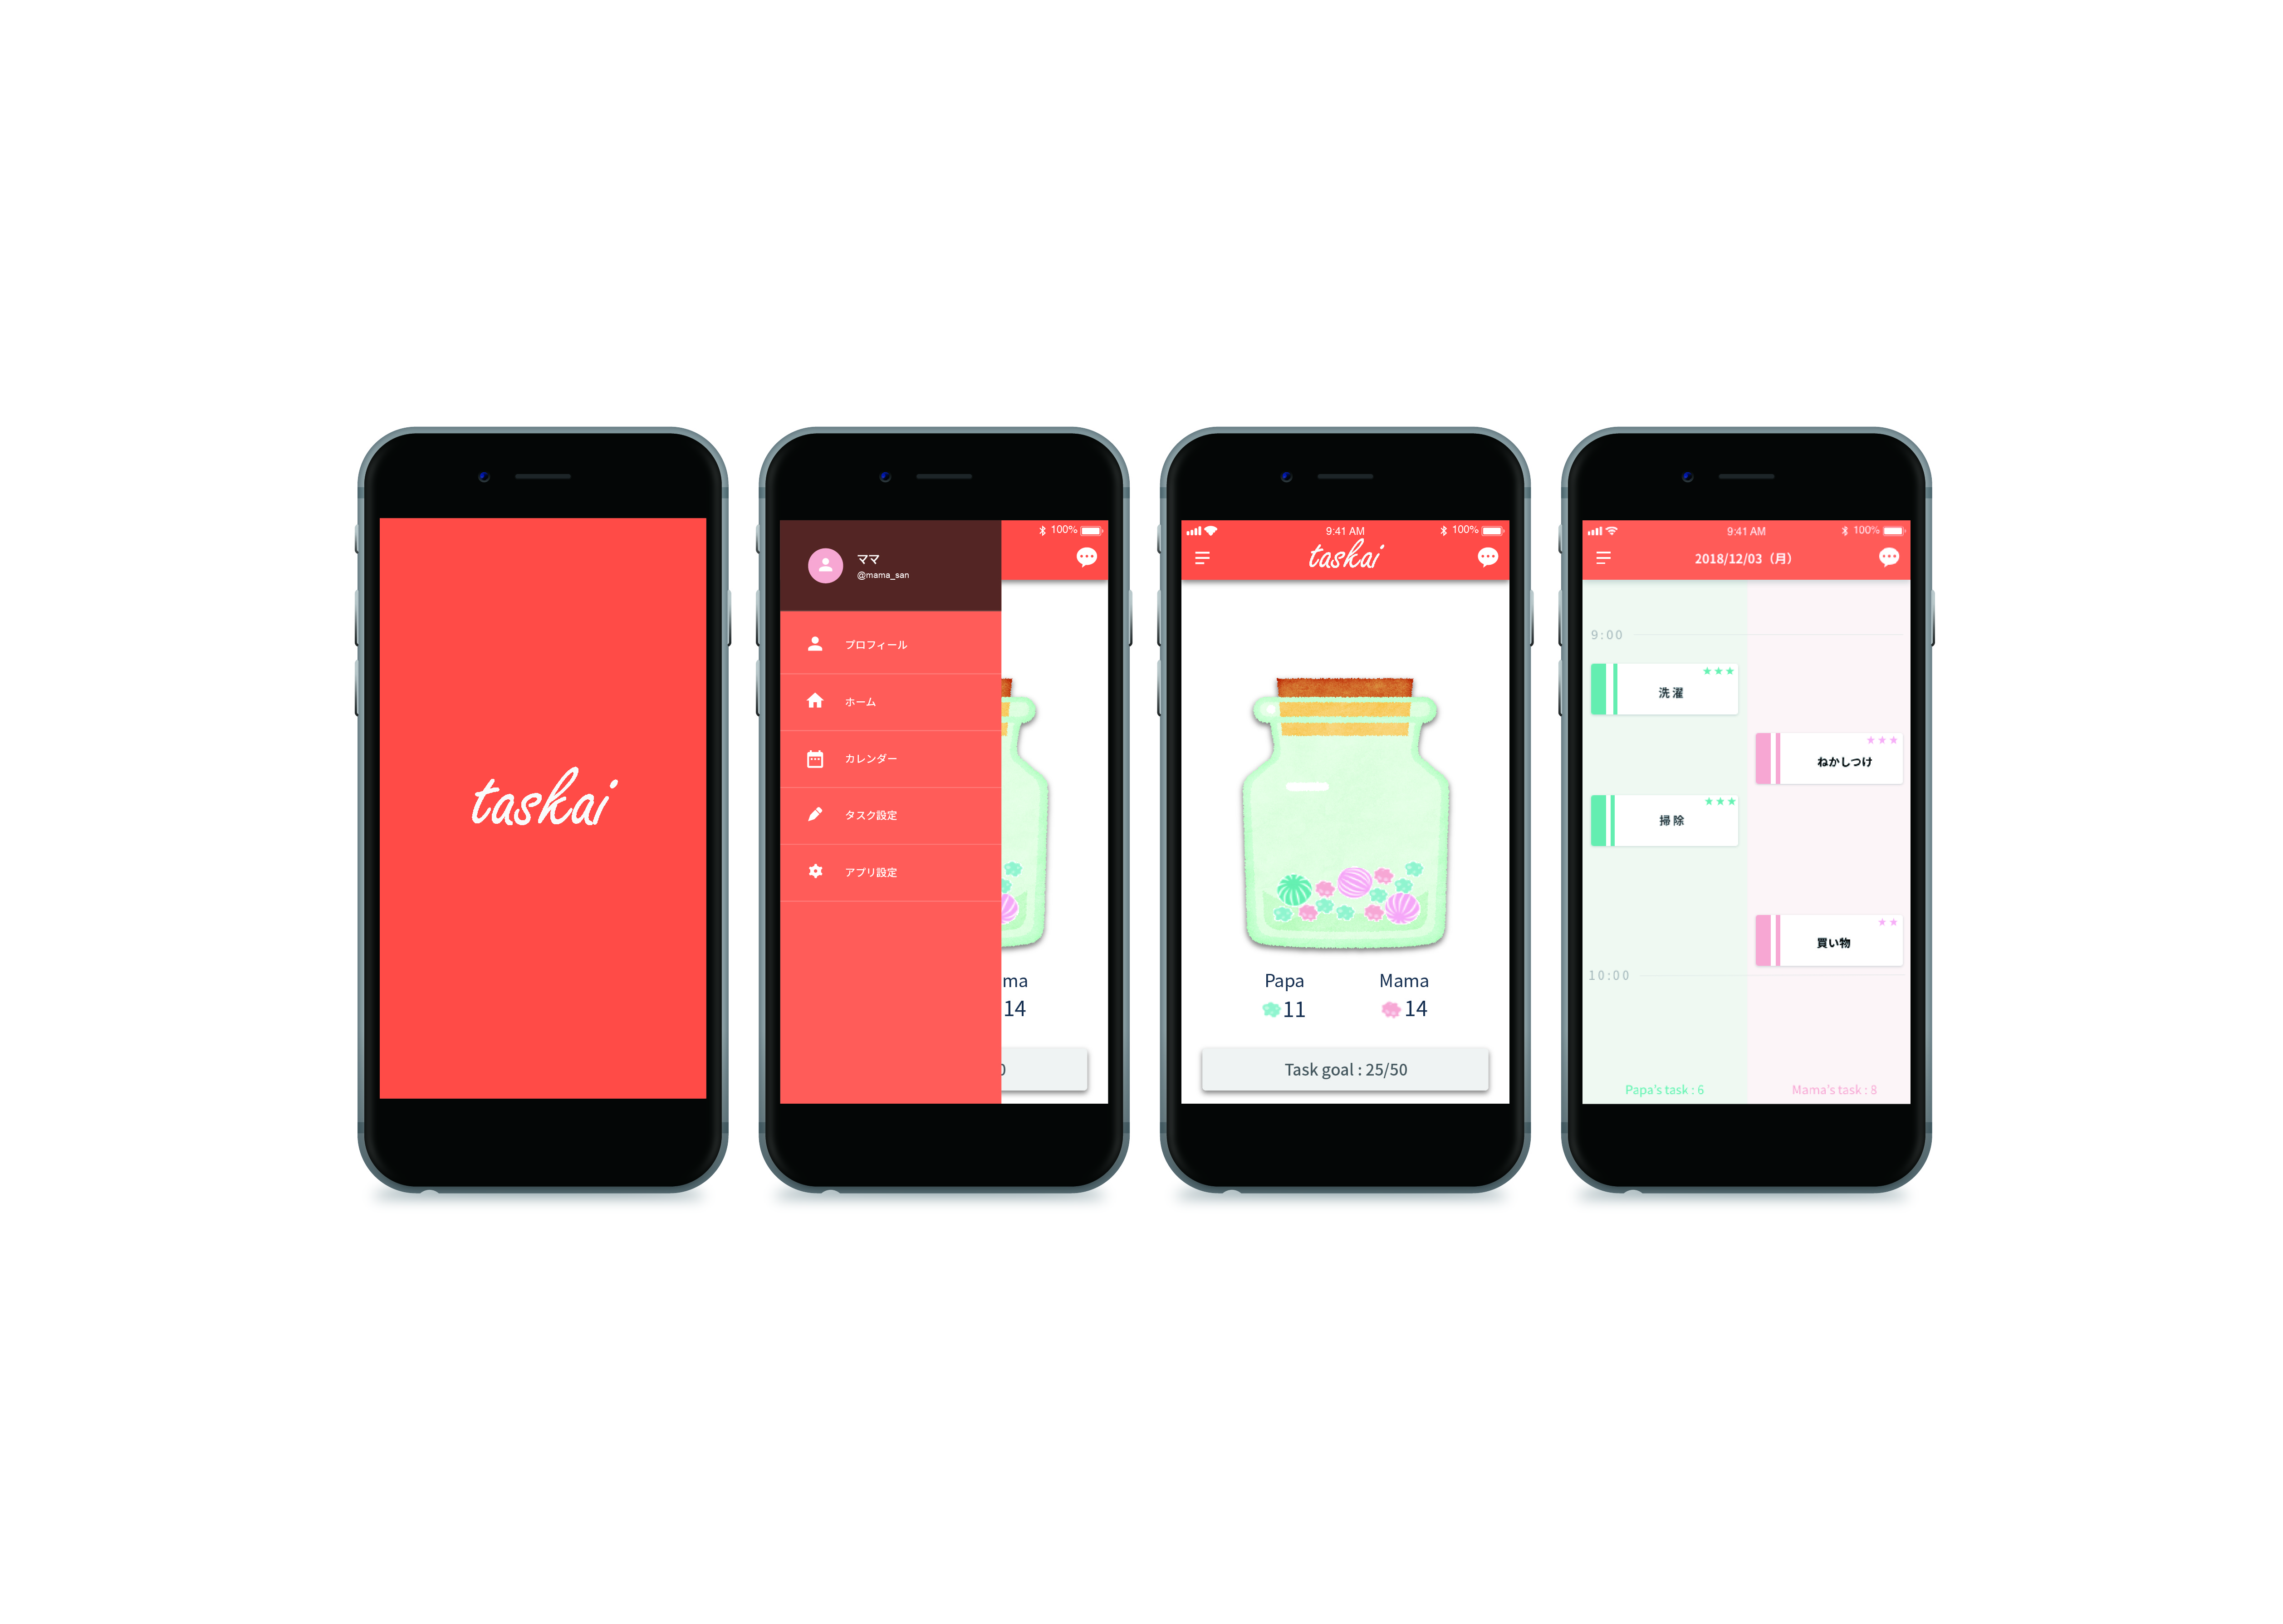 taskai
100%
ママ
@mama_san
プロフィール
ホーム
カレンダー
タスク設定
アプリ設定
ma
14
0
9:41 AM
100%
taskai
Papa
Mama
11
14
Task goal : 25/50
9:41 AM
100%
2018/12/03（月）
9:00
洗濯
ねかしつけ
掃除
買い物
10:00
Papa's task : 6
Mama's task : 8